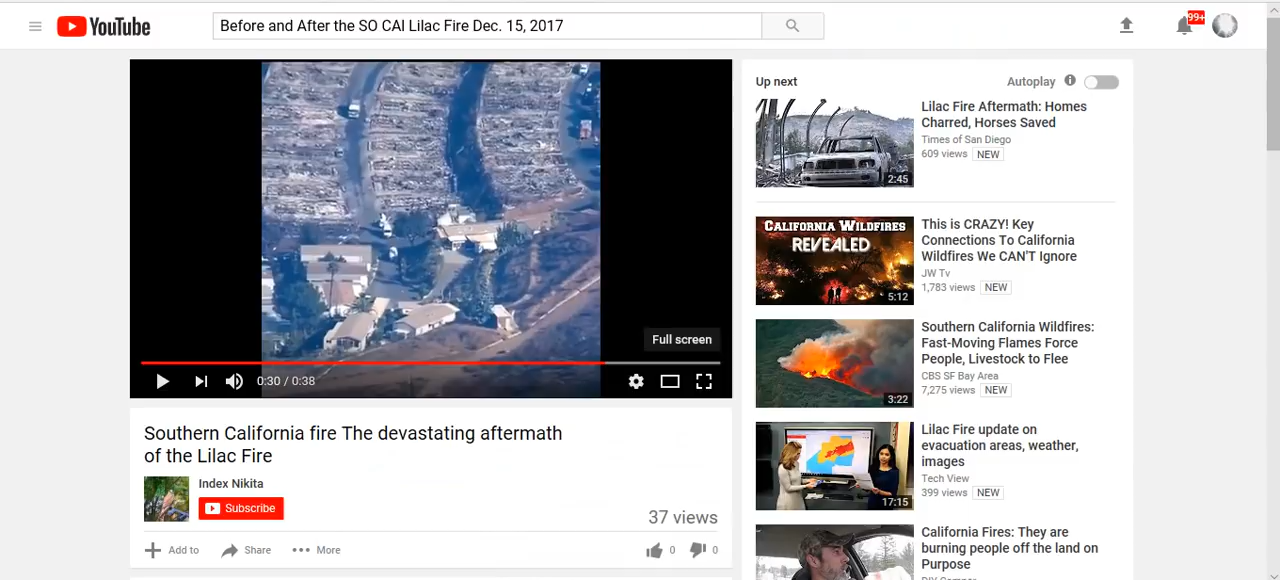 YouTube
Before and After the SO CAl Lilac Fire Dec. 15, 2017
99+
Full screen
0:30 / 0:38
Southern California fire The devastating aftermath
of the Lilac Fire
Index Nikita
Subscribe
37 views
Add to
Share
More
0
0
Up next
Autoplay
Lilac Fire Aftermath: Homes
Charred, Horses Saved
Times of San Diego
609 views NEW
2:45
CALIFORNIA WILDFIRES
REVEALED
5:12
This is CRAZY! Key
Connections To California
Wildfires We CAN'T Ignore
JW Tv
1,783 views NEW
3:22
Southern California Wildfires:
Fast-Moving Flames Force
People, Livestock to Flee
CBS SF Bay Area
7,275 views NEW
17:15
Lilac Fire update on
evacuation areas, weather,
images
Tech View
399 views NEW
California Fires: They are
burning people off the land on
Purpose